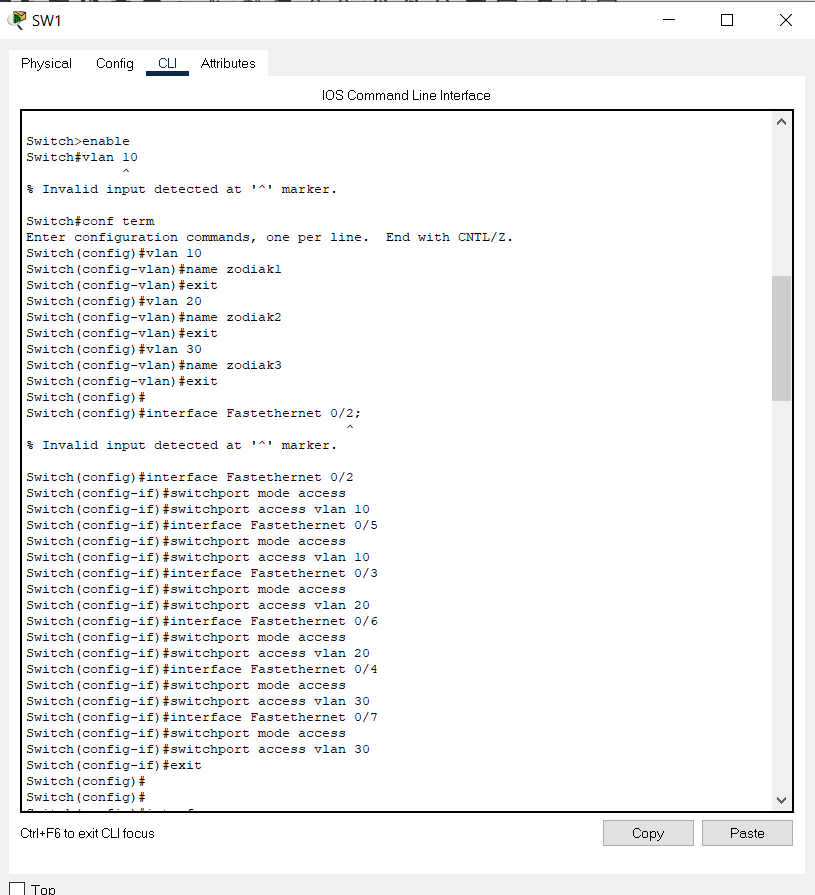 SW1
Physical Config CLI Attributes
IOS Command Line Interface
Switch>enable
Switch#vlan 10
^
% Invalid input detected at '^' marker.
Switch#conf term
Enter configuration commands, one per line.  End with CNTL/Z.
Switch(config)#vlan 10
Switch(config-vlan)#name zodiak1
Switch(config-vlan)#exit
Switch(config)#vlan 20
Switch(config-vlan)#name zodiak2
Switch(config-vlan)#exit
Switch(config)#vlan 30
Switch(config-vlan)#name zodiak3
Switch(config-vlan)#exit
Switch(config)#
Switch(config)#interface Fastethernet 0/2;
^
% Invalid input detected at '^' marker.
Switch(config)#interface Fastethernet 0/2
Switch(config-if)#switchport mode access
Switch(config-if)#switchport access vlan 10
Switch(config-if)#interface Fastethernet 0/5
Switch(config-if)#switchport mode access
Switch(config-if)#switchport access vlan 10
Switch(config-if)#interface Fastethernet 0/3
Switch(config-if)#switchport mode access
Switch(config-if)#switchport access vlan 20
Switch(config-if)#interface Fastethernet 0/6
Switch(config-if)#switchport mode access
Switch(config-if)#switchport access vlan 20
Switch(config-if)#interface Fastethernet 0/4
Switch(config-if)#switchport mode access
Switch(config-if)#switchport access vlan 30
Switch(config-if)#interface Fastethernet 0/7
Switch(config-if)#switchport mode access
Switch(config-if)#switchport access vlan 30
Switch(config-if)#exit
Switch(config)#
Switch(config)#
Ctrl+F6 to exit CLI focus
Copy Paste
Top